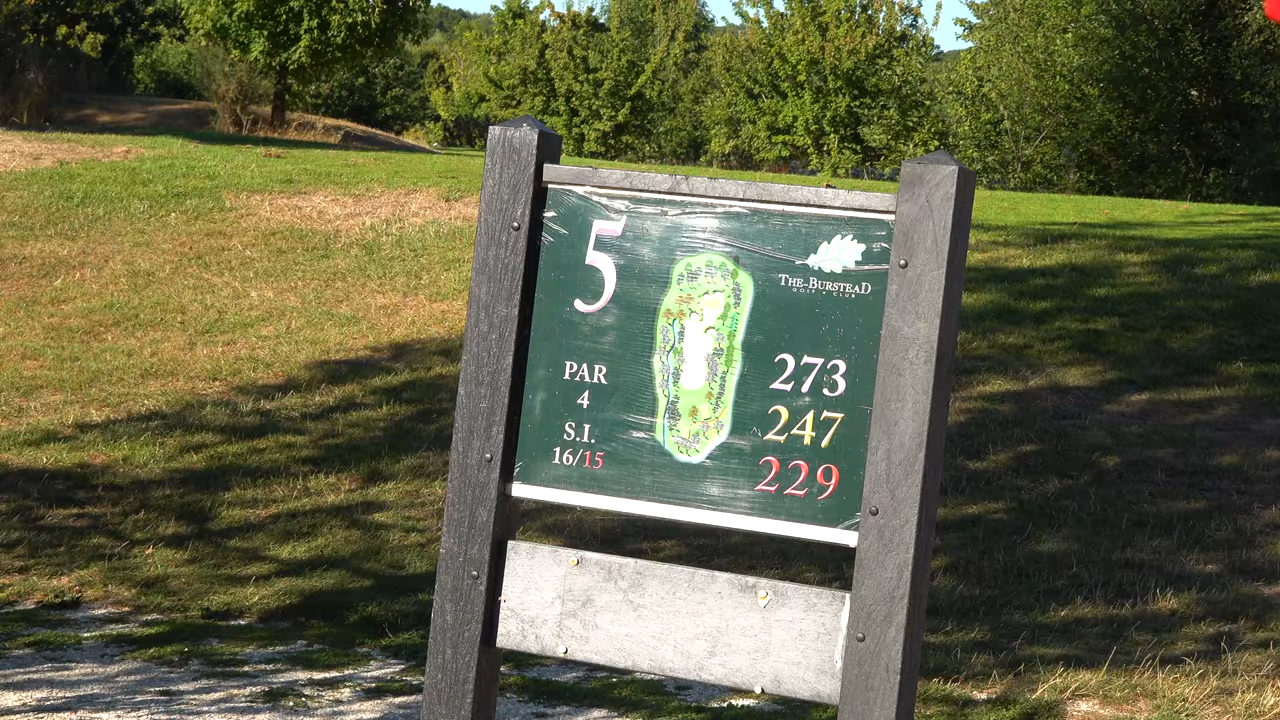 5
THE BURSTEAD
GOLF • CLUB
PAR
4
S.I.
16/15
273
247
229